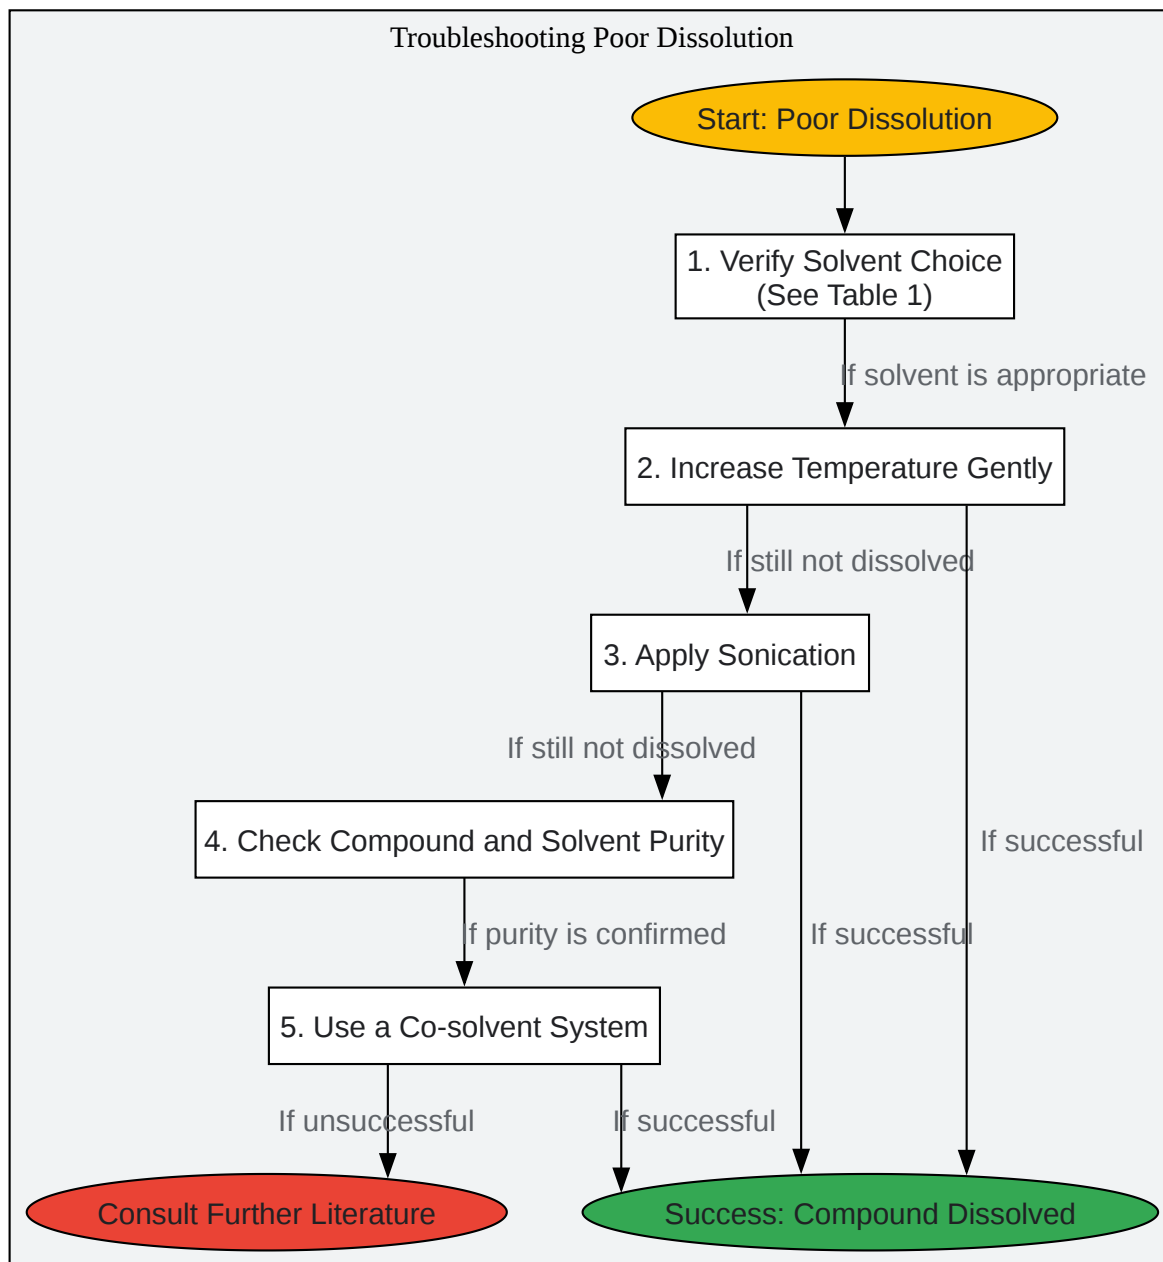 Troubleshooting Poor Dissolution
Start: Poor Dissolution
1. Verify Solvent Choice
(See Table 1)
If solvent is appropriate
2. Increase Temperature Gently
If still not dissolved
3. Apply Sonication
If still not dissolved
4. Check Compound and Solvent Purity
If successful
If purity is confirmed
If successful
5. Use a Co-solvent System
If unsuccessful
If successful
Consult Further Literature
Success: Compound Dissolved